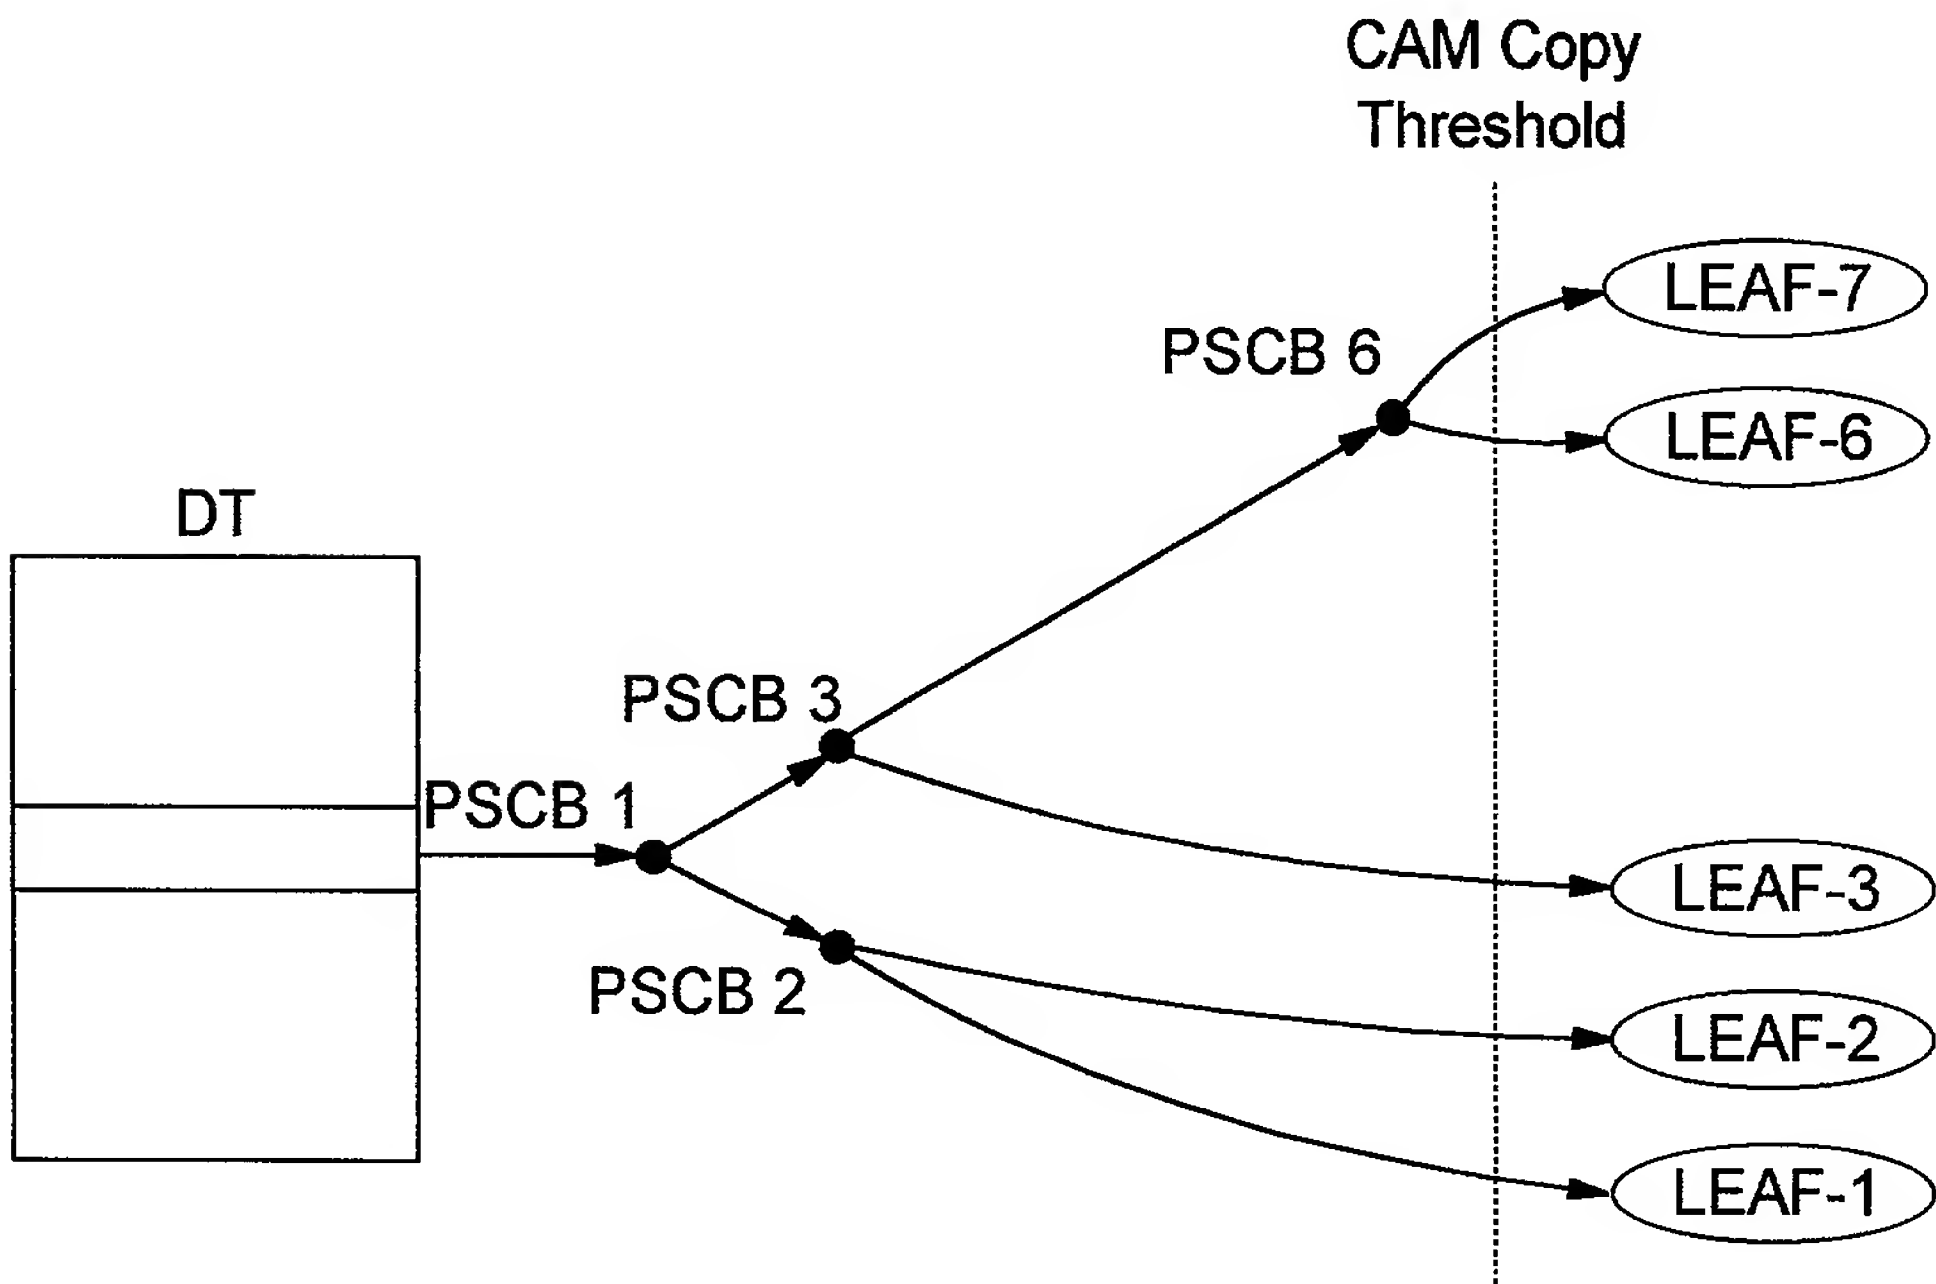 CAM Copy
Threshold
LEAF-7
PSCB 6
LEAF-6
DT
PSCB 3
PSCB 1
LEAF-3
PSCB 2
LEAF-2
LEAF-1